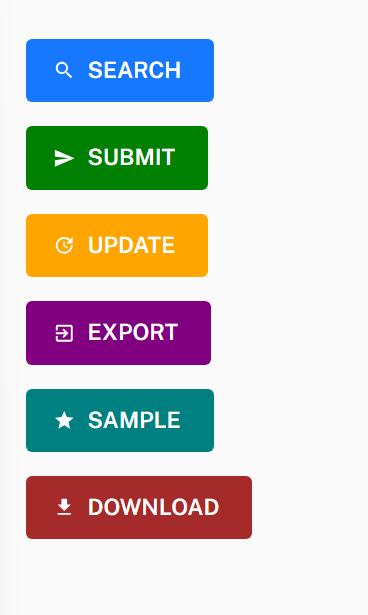 SEARCH
SUBMIT
UPDATE
EXPORT
SAMPLE
DOWNLOAD